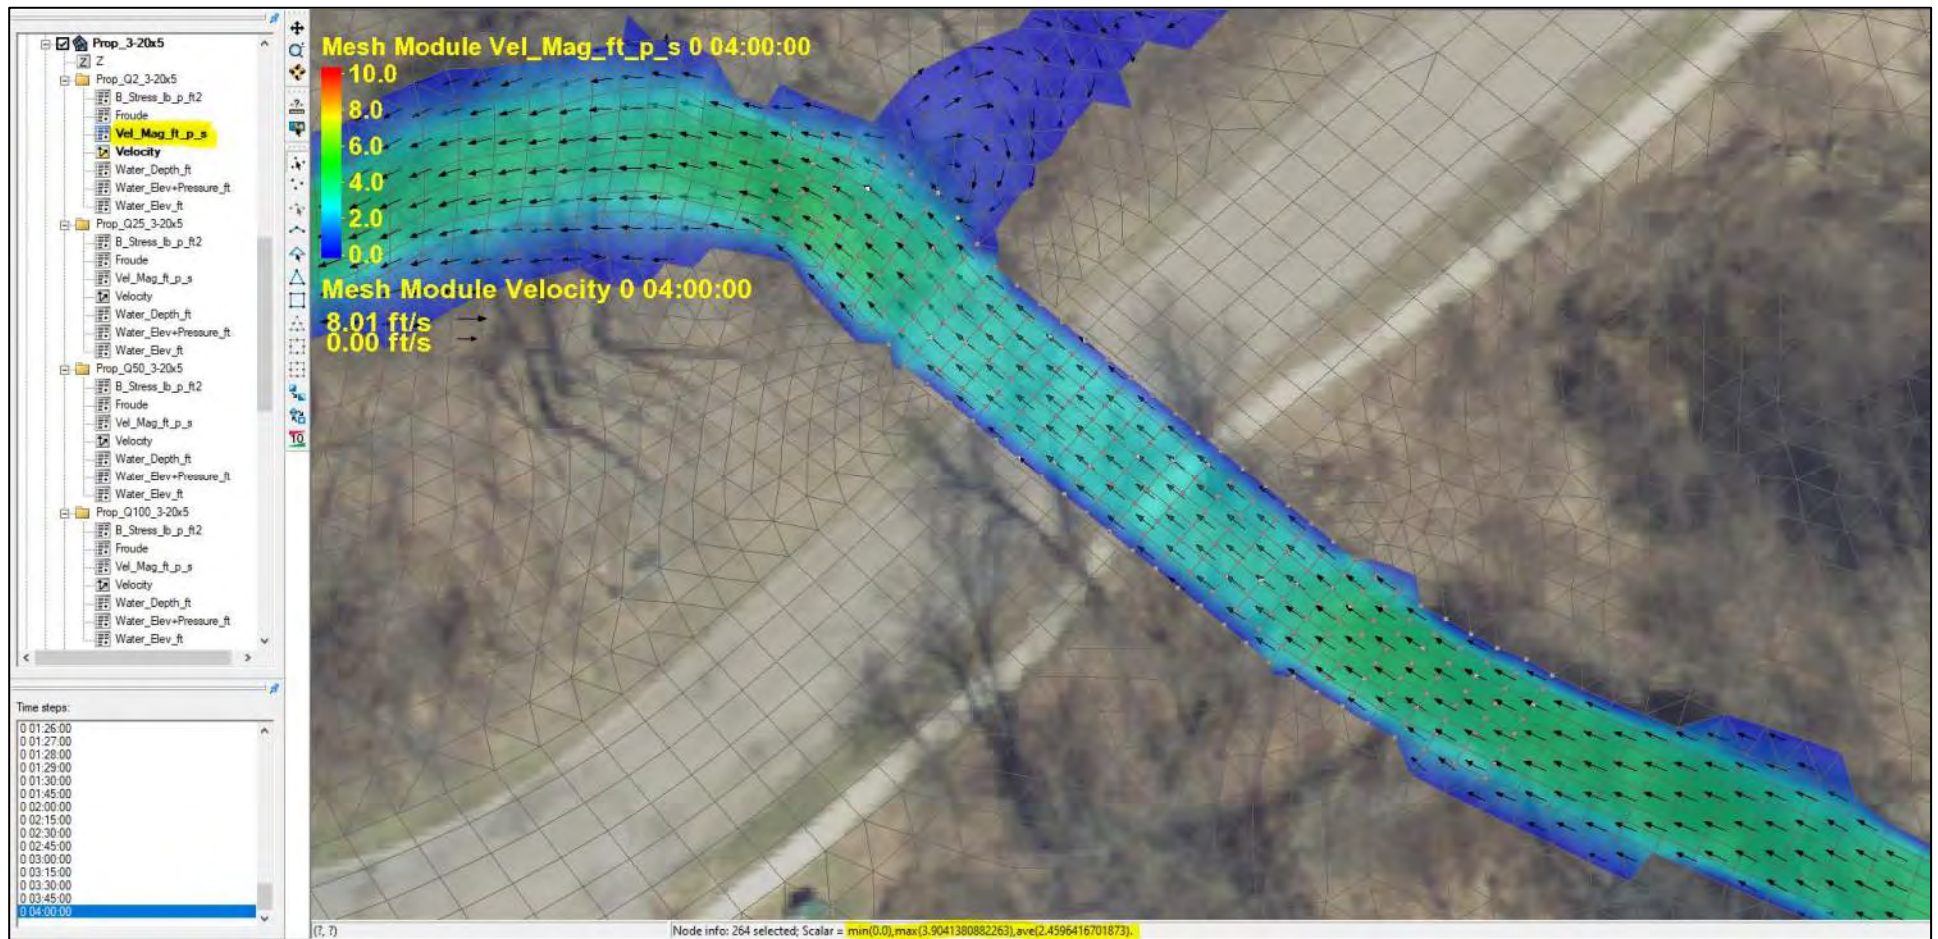 Prop_3-20x5
Z
Prop_Q2_3-20x5
B_Stress_lb_p_ft2
Froude
Vel_Mag_ft_p_s
Velocity
Water_Depth_ft
Water_Elev+Pressure_ft
Water_Elev_ft
Prop_Q25_3-20x5
B_Stress_lb_p_ft2
Froude
Vel_Mag_ft_p_s
Velocity
Water_Depth_ft
Water_Elev+Pressure_ft
Water_Elev_ft
Prop_Q50_3-20x5
B_Stress_lb_p_ft2
Froude
Vel_Mag_ft_p_s
Velocity
Water_Depth_ft
Water_Elev+Pressure_ft
Water_Elev_ft
Prop_Q100_3-20x5
B_Stress_lb_p_ft2
Froude
Vel_Mag_ft_p_s
Velocity
Water_Depth_ft
Water_Elev+Pressure_ft
Water_Elev_ft
Time steps:
0 01:26:00
0 01:27:00
0 01:28:00
0 01:29:00
0 01:30:00
0 01:45:00
0 02:00:00
0 02:15:00
0 02:30:00
0 02:45:00
0 03:00:00
0 03:15:00
0 03:30:00
0 03:45:00
0 04:00:00
Mesh Module Vel_Mag_ft_p_s 0 04:00:00
10.0
8.0
6.0
4.0
2.0
0.0
Mesh Module Velocity 0 04:00:00
8.01 ft/s
0.00 ft/s
(?, ?)
Node info: 264 selected; Scalar = min(0.0),max(3.9041380882263),ave(2.4596416701873).